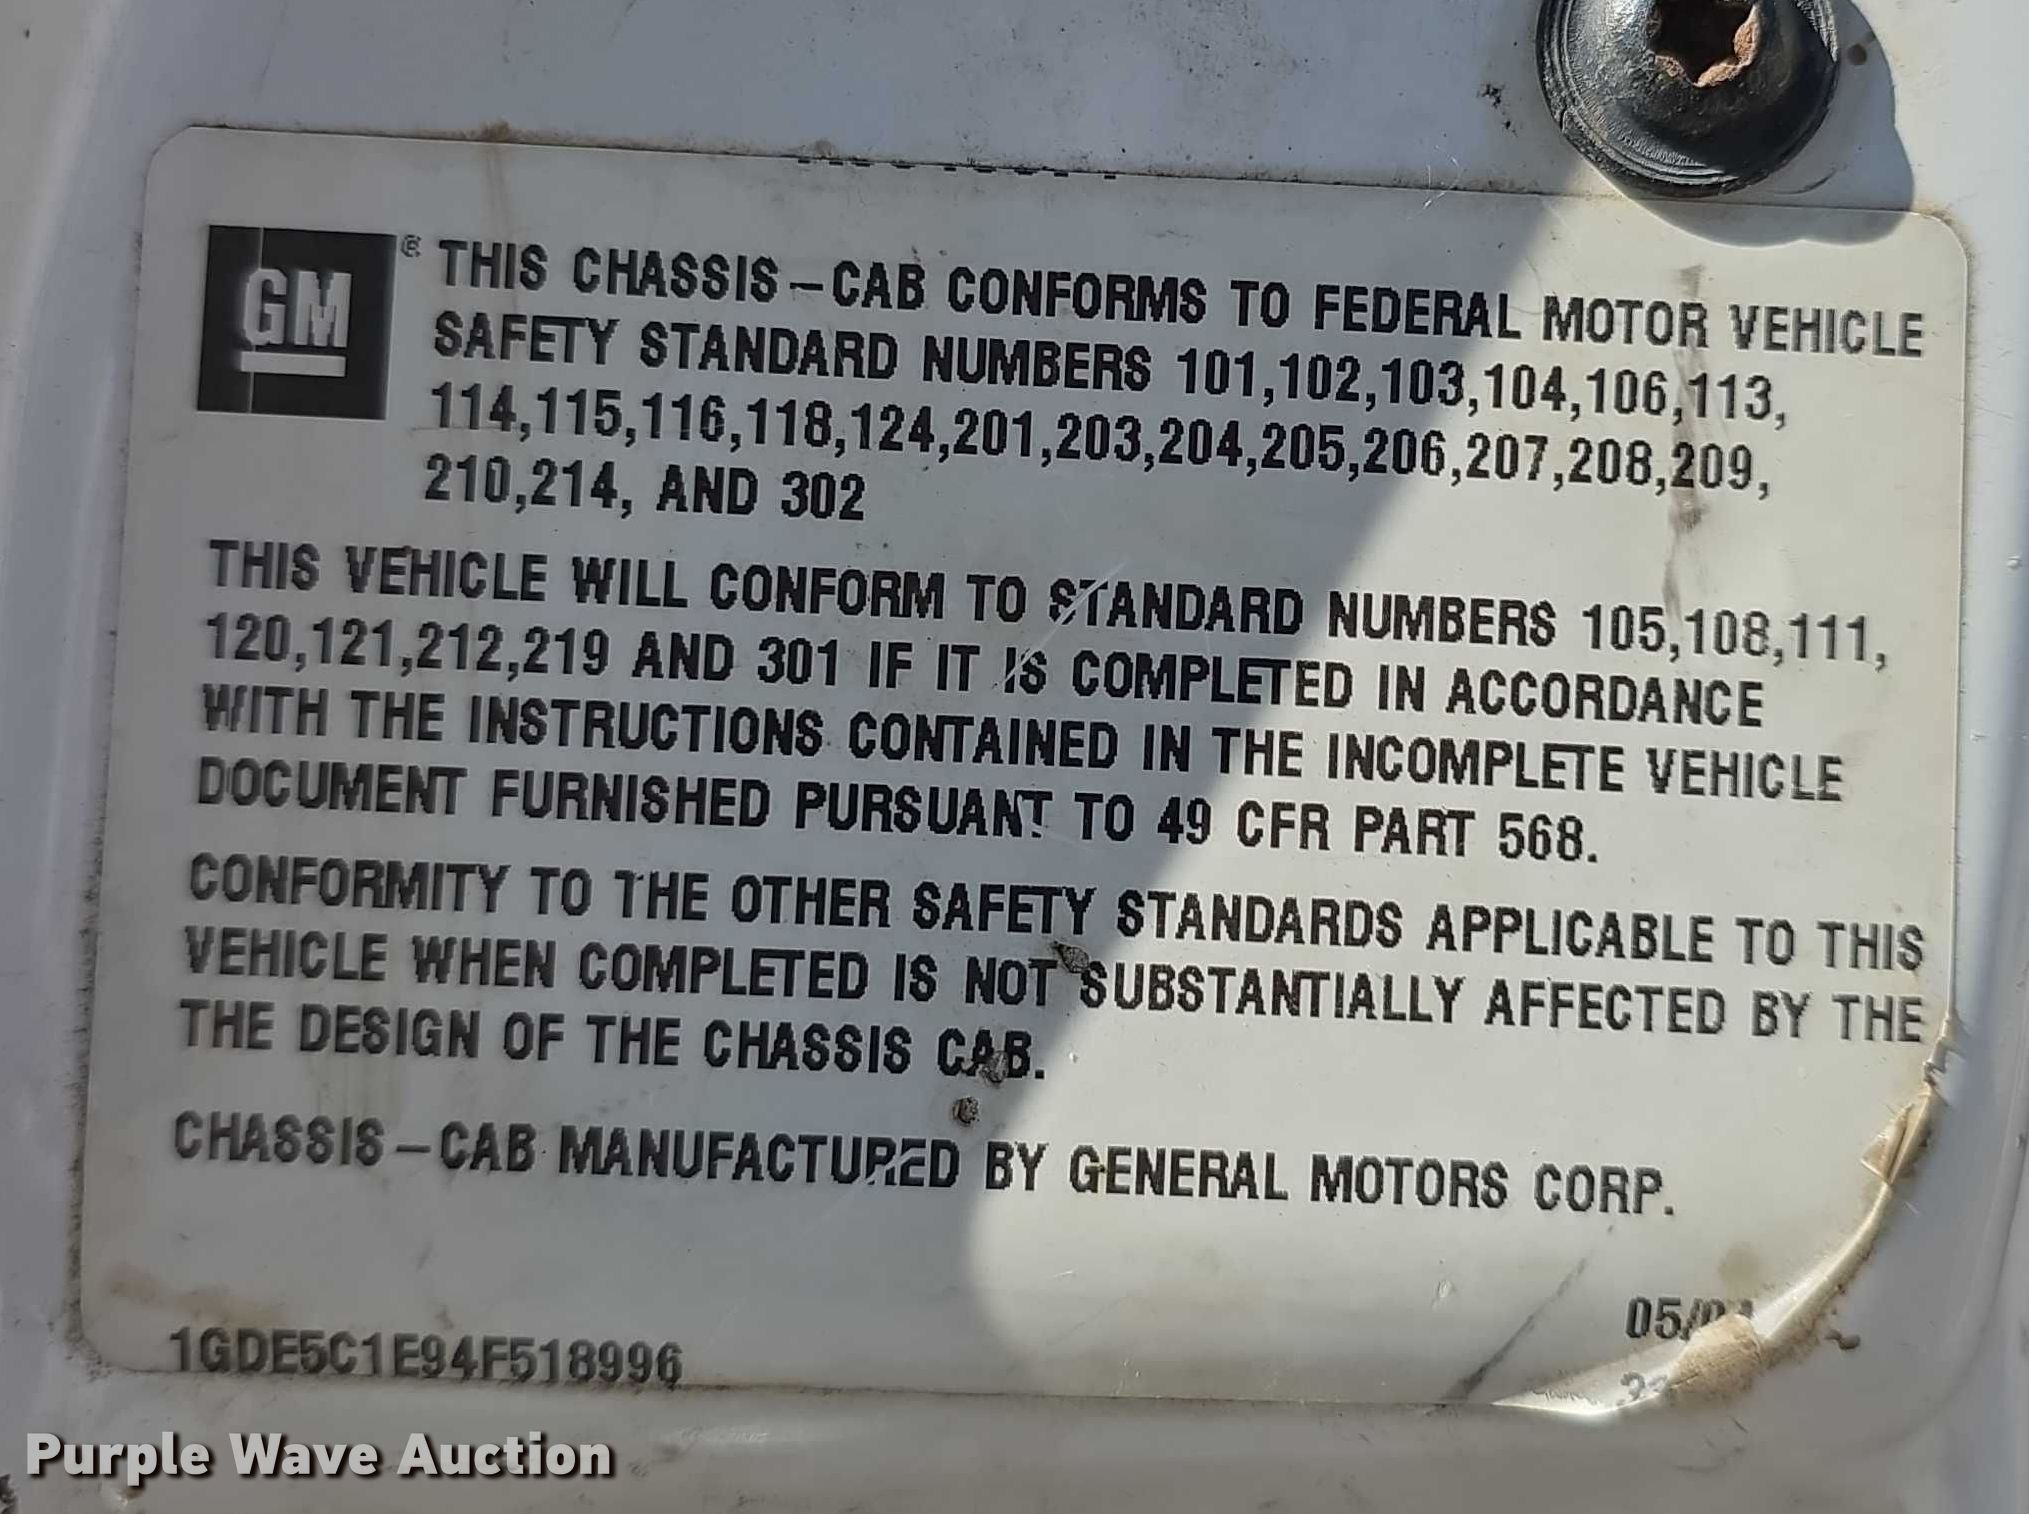 GM® THIS CHASSIS-CAB CONFORMS TO FEDERAL MOTOR VEHICLE
SAFETY STANDARD NUMBERS 101,102,103,104,106,113,
114,115,116,118,124,201,203,204,205,206,207,208,209,
210,214, AND 302
THIS VEHICLE WILL CONFORM TO STANDARD NUMBERS 105,108,111,
120,121,212,219 AND 301 IF IT IS COMPLETED IN ACCORDANCE
WITH THE INSTRUCTIONS CONTAINED IN THE INCOMPLETE VEHICLE
DOCUMENT FURNISHED PURSUANT TO 49 CFR PART 568.
CONFORMITY TO THE OTHER SAFETY STANDARDS APPLICABLE TO THIS
VEHICLE WHEN COMPLETED IS NOT SUBSTANTIALLY AFFECTED BY THE
THE DESIGN OF THE CHASSIS CAB.
CHASSIS-CAB MANUFACTURED BY GENERAL MOTORS CORP.
1GDE5C1E94F518996
Purple Wave Auction